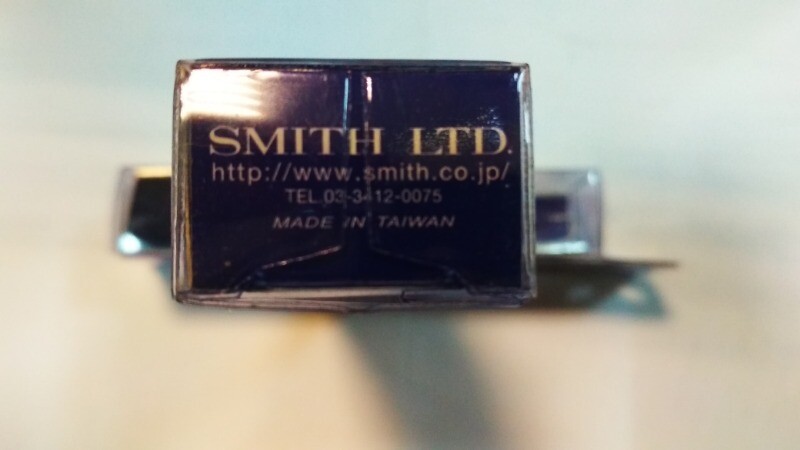 SMITH LTD.
http://www.smith.co.jp/
TEL 03-3412-0075
MADE IN TAIWAN